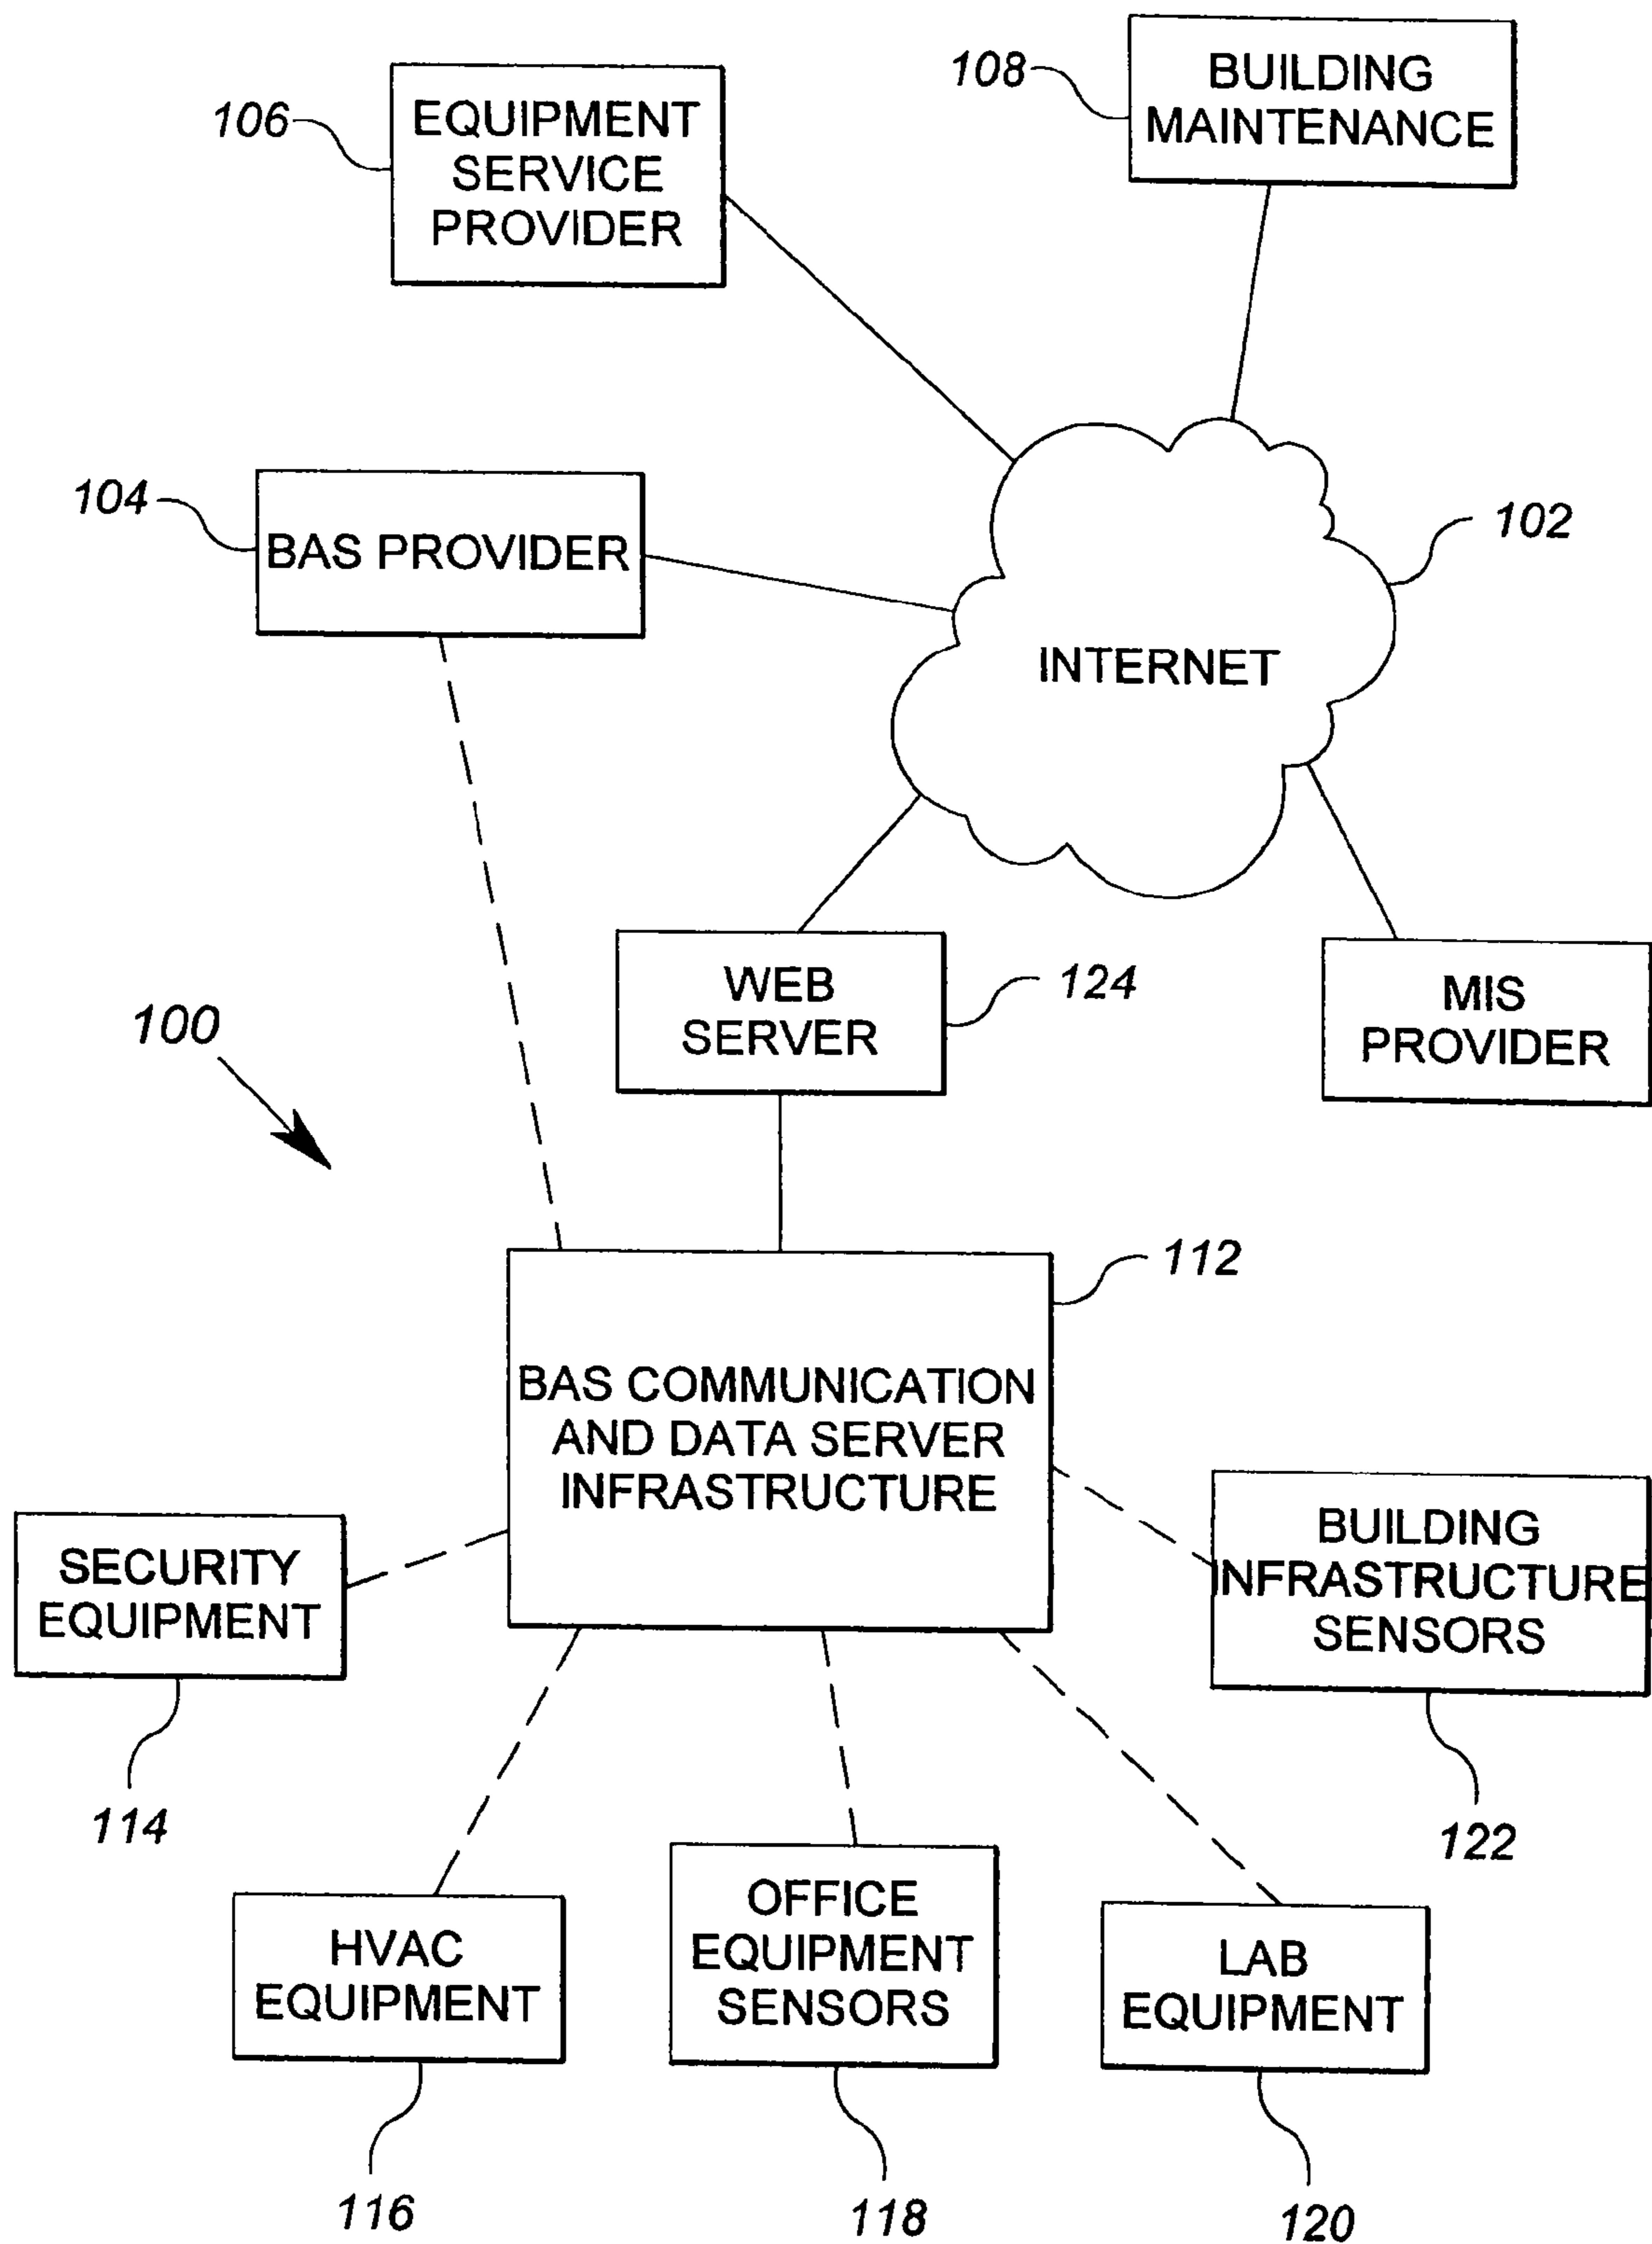 108
BUILDING
MAINTENANCE
106
EQUIPMENT
SERVICE
PROVIDER
104
BAS PROVIDER
102
INTERNET
WEB
SERVER
124
MIS
PROVIDER
100
112
BAS COMMUNICATION
AND DATA SERVER
INFRASTRUCTURE
SECURITY
EQUIPMENT
BUILDING
INFRASTRUCTURE
SENSORS
114
122
HVAC
EQUIPMENT
OFFICE
EQUIPMENT
SENSORS
LAB
EQUIPMENT
116
118
120